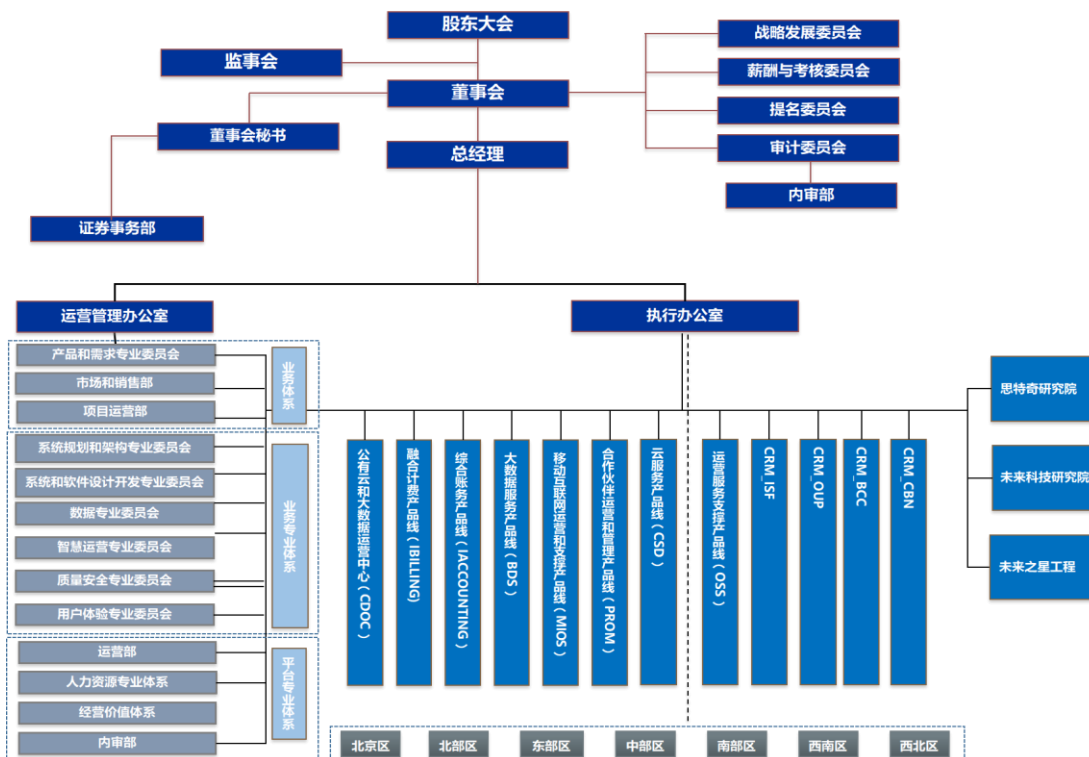 股东大会
监事会
董事会
董事会秘书
总经理
证券事务部
战略发展委员会
薪酬与考核委员会
提名委员会
审计委员会
内审部
运营管理办公室
执行办公室
产品和需求专业委员会
市场和销售部
项目运营部
业务体系
系统规划和架构专业委员会
系统和软件设计开发专业委员会
数据专业委员会
智慧运营专业委员会
质量安全专业委员会
用户体验专业委员会
业务专业体系
运营部
人力资源专业体系
经营价值体系
内审部
平台专业体系
公有云和大数据运营中心(CDOC)
融合计费产品线(IBILLING)
综合账务产品线(IACCOUNTING)
大数据服务产品线(BDS)
移动互联网运营和支撑产品线(MIOS)
合作伙伴运营和管理产品线(PROM)
云服务产品线(CSD)
运营服务支撑产品线(OSS)
CRM_ISF
CRM_OUP
CRM_BCC
CRM_CBN
思特奇研究院
未来科技研究院
未来之星工程
北京区
北部区
东部区
中部区
南部区
西南区
西北区